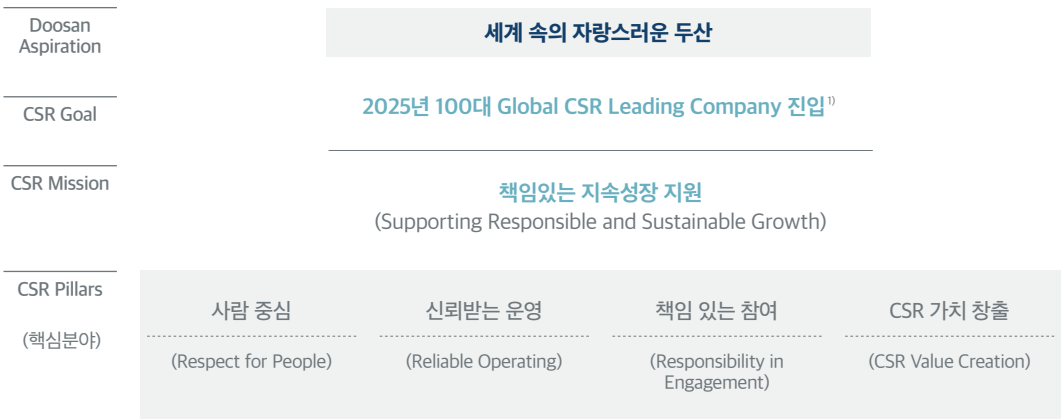 Doosan
Aspiration
세계 속의 자랑스러운 두산
CSR Goal
2025년 100대 Global CSR Leading Company 진입1)
CSR Mission
책임있는 지속성장 지원
(Supporting Responsible and Sustainable Growth)
CSR Pillars
(핵심분야)
사람 중심
(Respect for People)
신뢰받는 운영
(Reliable Operating)
책임 있는 참여
(Responsibility in
Engagement)
CSR 가치 창출
(CSR Value Creation)